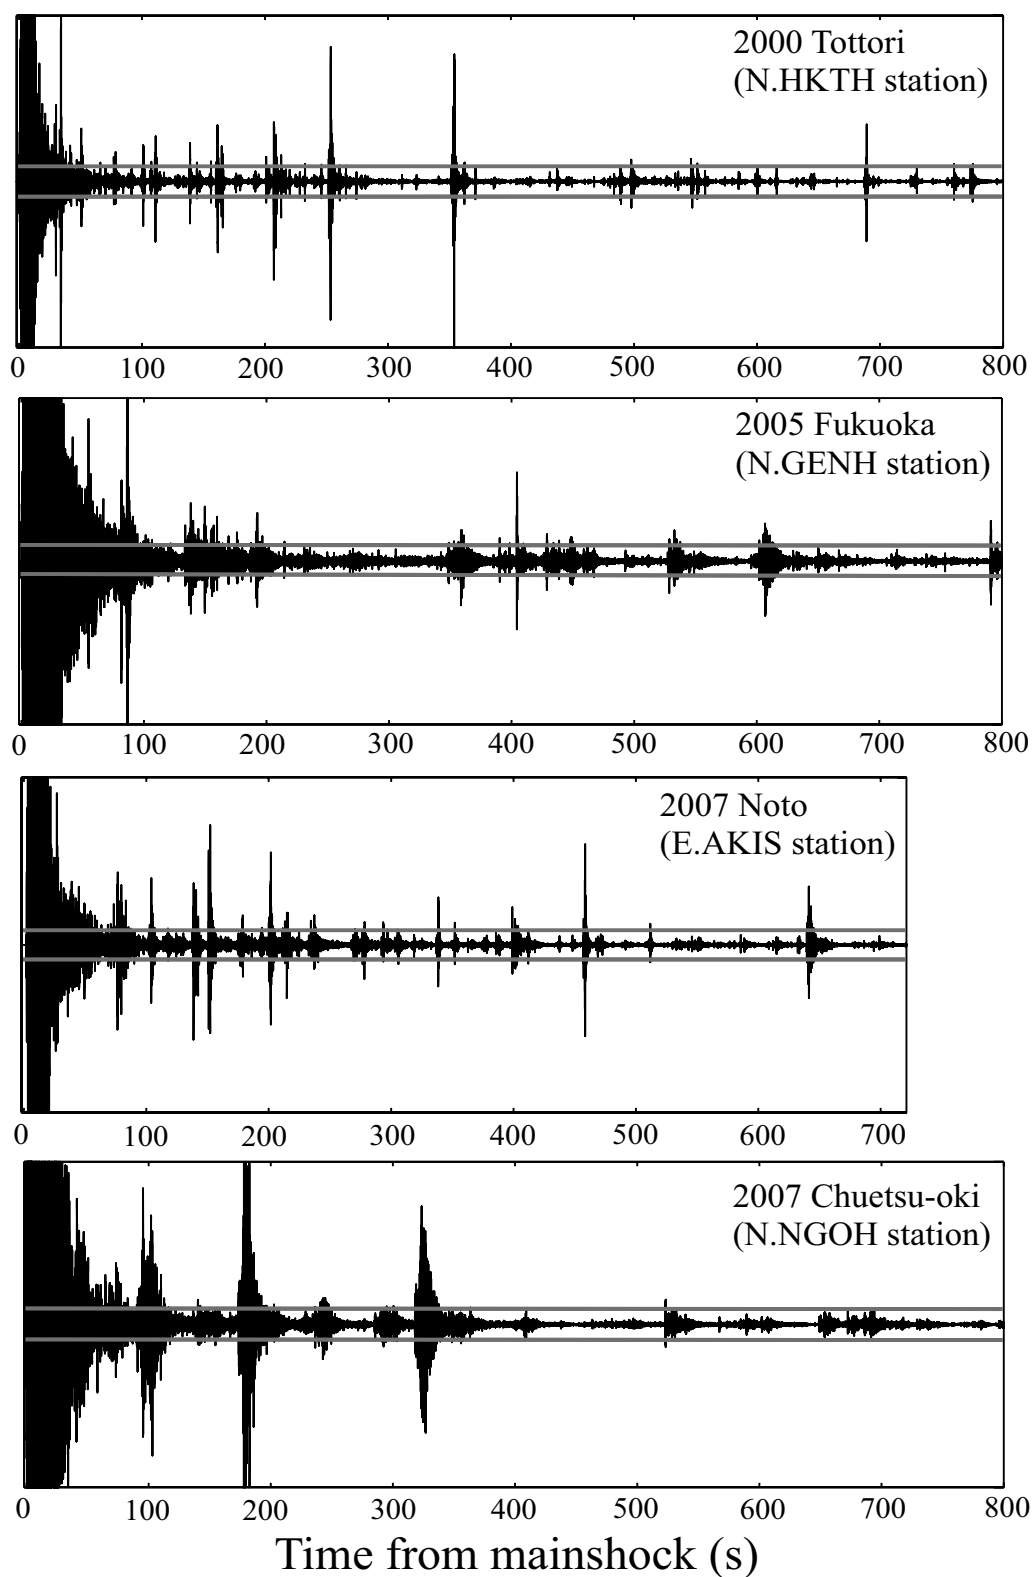 2000 Tottori
(N.HKTH station)
0 100 200 300 400 500 600 700 800
2005 Fukuoka
(N.GENH station)
0 100 200 300 400 500 600 700 800
2007 Noto
(E.AKIS station)
0 100 200 300 400 500 600 700
2007 Chuetsu-oki
(N.NGOH station)
0 100 200 300 400 500 600 700 800
Time from mainshock (s)